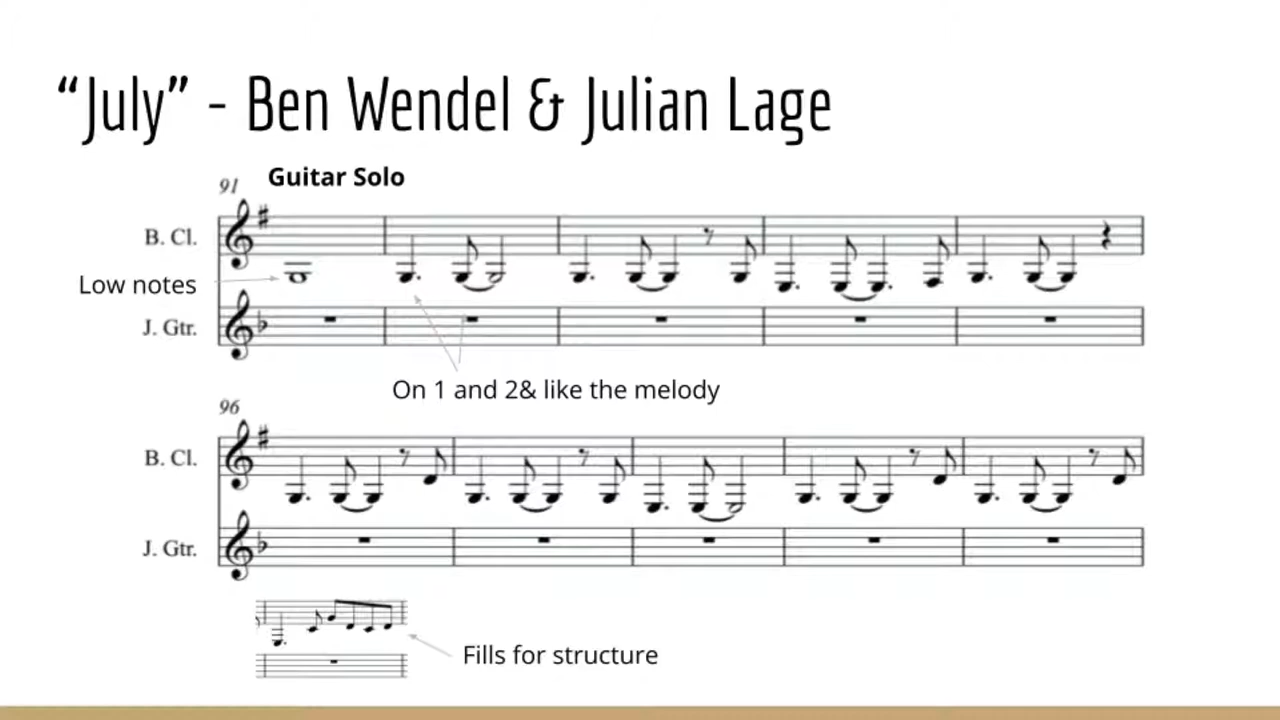 “July” - Ben Wendel & Julian Lage
91 Guitar Solo
B. Cl.
Low notes
J. Gtr.
On 1 and 2& like the melody
96
B. Cl.
J. Gtr.
Fills for structure